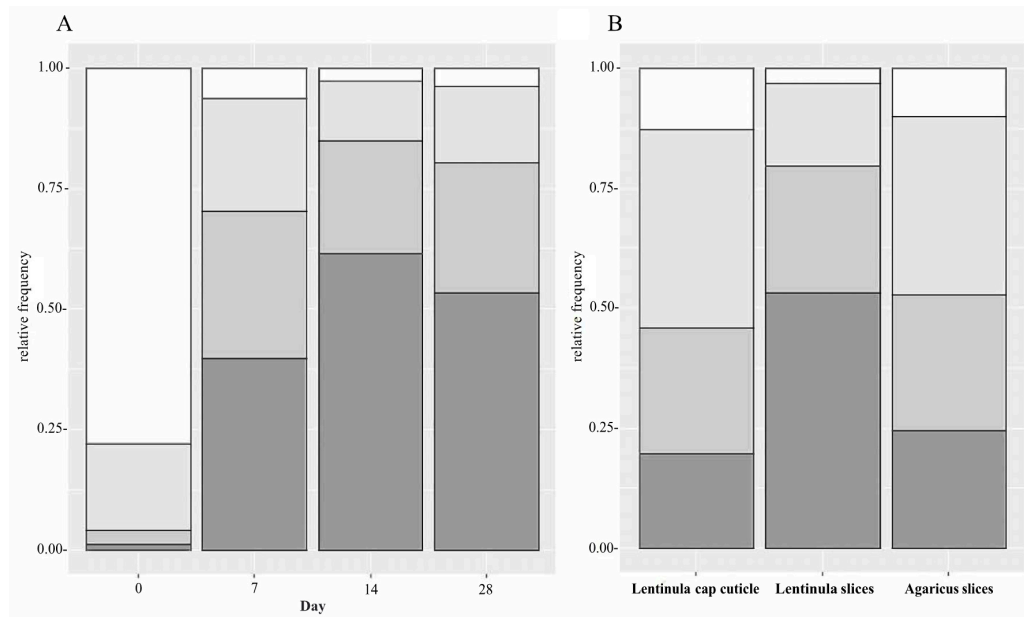 A
1.00-
0.75-
0.50-
0.25-
0.00-
relative frequency
0
7
14
28
Day
B
1.00-
0.75-
0.50-
0.25-
0.00-
relative frequency
Lentinula cap cuticle
Lentinula slices
Agaricus slices